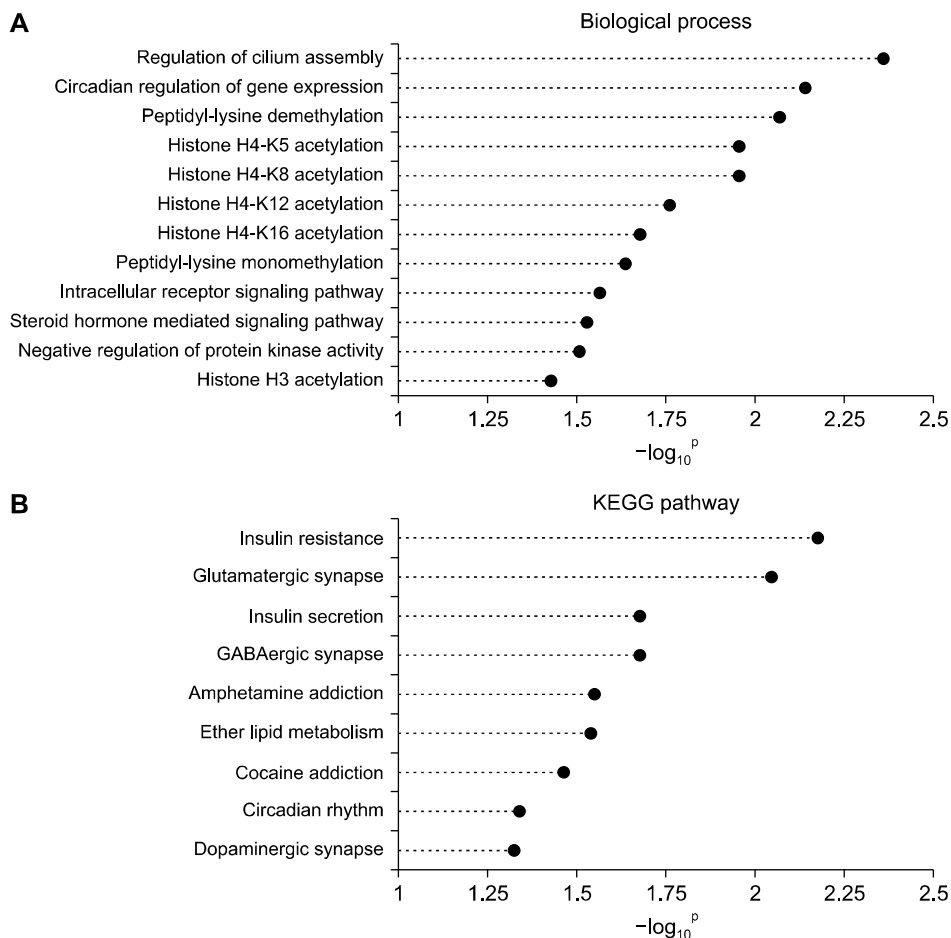 A
Biological process
Regulation of cilium assembly
Circadian regulation of gene expression
Peptidyl-lysine demethylation
Histone H4-K5 acetylation
Histone H4-K8 acetylation
Histone H4-K12 acetylation
Histone H4-K16 acetylation
Peptidyl-lysine monomethylation
Intracellular receptor signaling pathway
Steroid hormone mediated signaling pathway
Negative regulation of protein kinase activity
Histone H3 acetylation
1 1.25 1.5 1.75 2 2.25 2.5
−log₁₀ᵖ
B
KEGG pathway
Insulin resistance
Glutamatergic synapse
Insulin secretion
GABAergic synapse
Amphetamine addiction
Ether lipid metabolism
Cocaine addiction
Circadian rhythm
Dopaminergic synapse
1 1.25 1.5 1.75 2 2.25 2.5
−log₁₀ᵖ